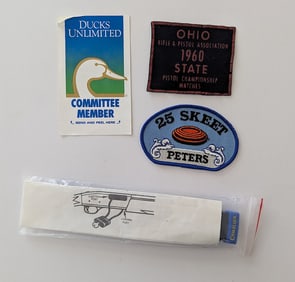 DUCKS
UNLIMITED
COMMITTEE
MEMBER
OHIO
RIFLE & PISTOL ASSOCIATION
1960
STATE
PISTOL CHAMPIONSHIP
MATCHES
25 SKEET
PETERS